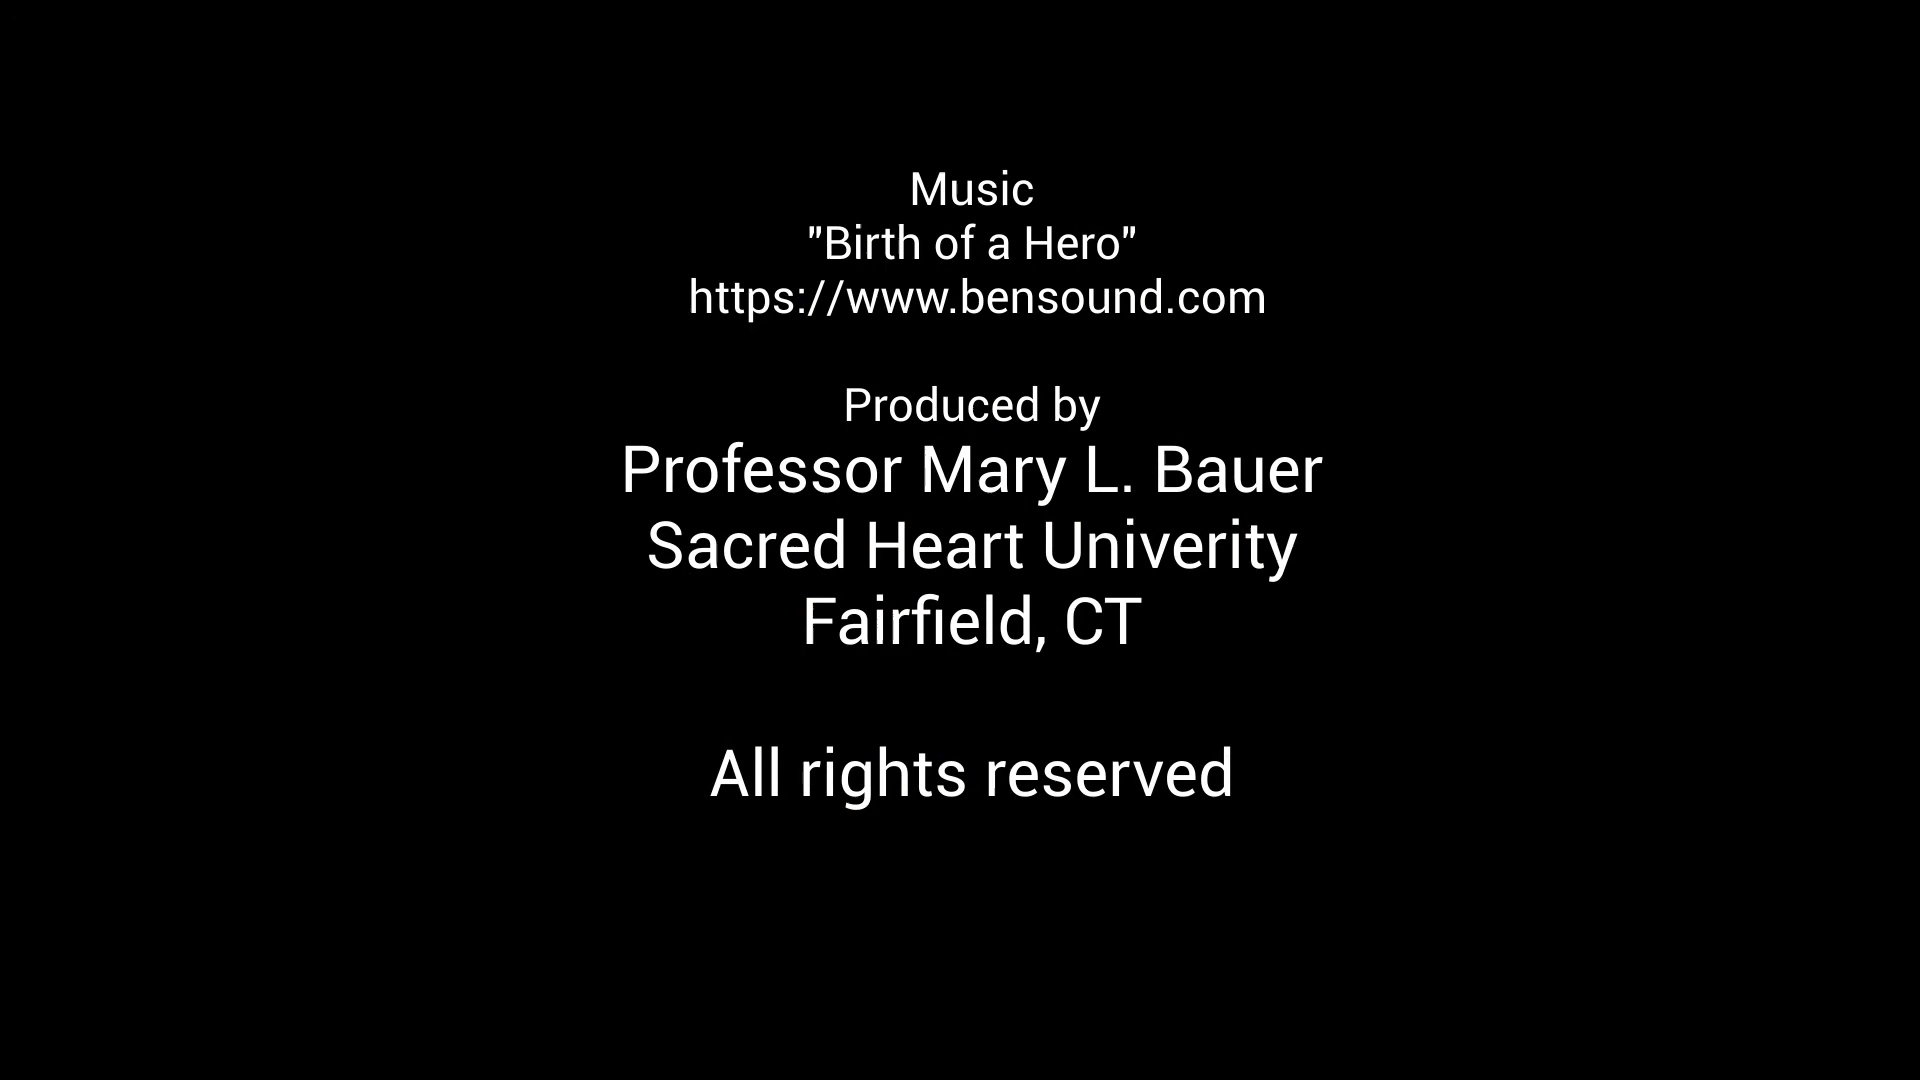 Music
"Birth of a Hero"
https://www.bensound.com
Produced by
Professor Mary L. Bauer
Sacred Heart Univerity
Fairfield, CT
All rights reserved